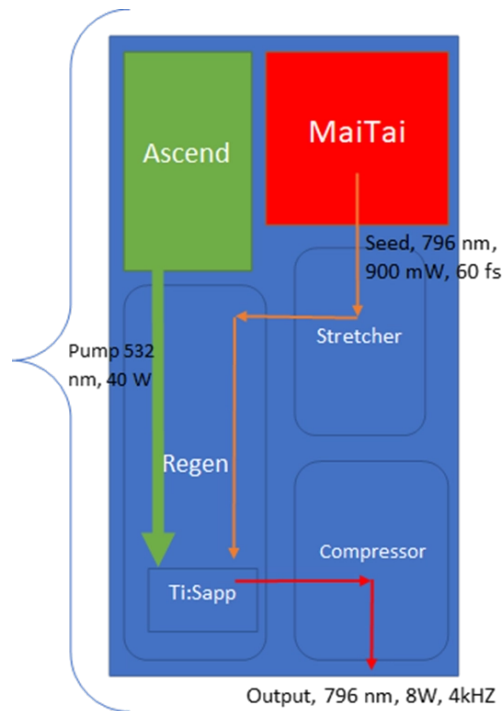 Ascend
MaiTai
Seed, 796 nm,
900 mW, 60 fs
Stretcher
Pump 532
nm, 40 W
Regen
Compressor
Ti:Sapp
Output, 796 nm, 8W, 4kHZ